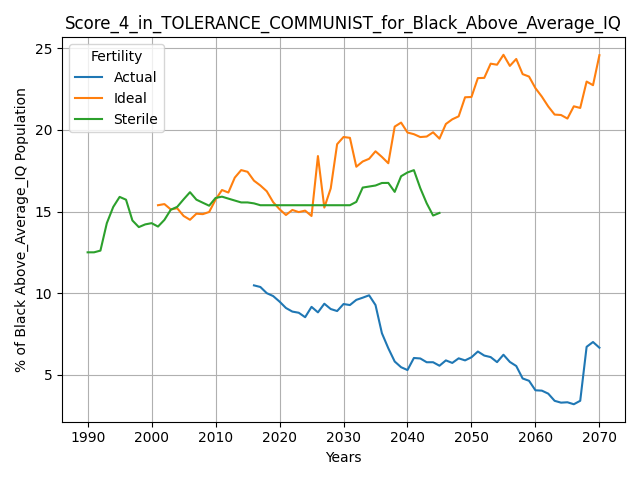 Score_4_in_TOLERANCE_COMMUNIST_for_Black_Above_Average_IQ
Fertility
Actual
Ideal
Sterile
% of Black Above_Average_IQ Population
25
20
15
10
5
1990 2000 2010 2020 2030 2040 2050 2060 2070
Years